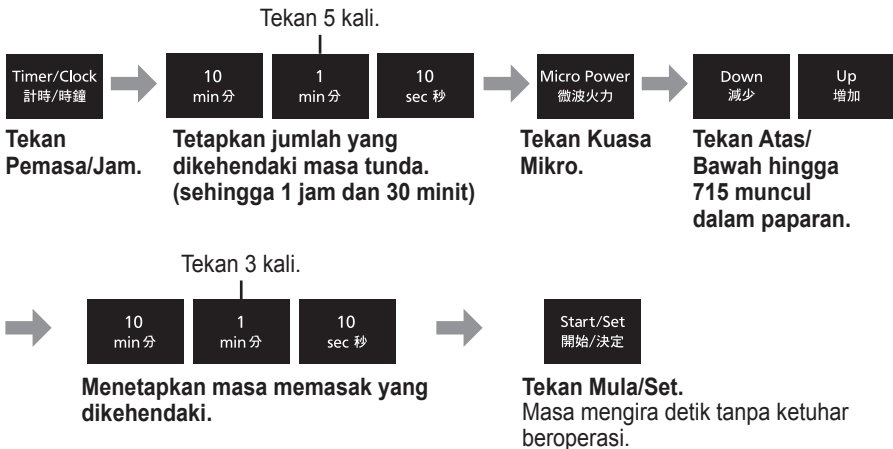 Tekan 5 kali.
Timer/Clock
計時/時鐘
10
min 分
1
min 分
10
sec 秒
Micro Power
微波火力
Down
減少
Up
增加
Tekan
Pemasa/Jam.
Tetapkan jumlah yang
dikehendaki masa tunda.
(sehingga 1 jam dan 30 minit)
Tekan Kuasa
Mikro.
Tekan Atas/
Bawah hingga
715 muncul
dalam paparan.
Tekan 3 kali.
10
min 分
1
min 分
10
sec 秒
Start/Set
開始/決定
Menetapkan masa memasak yang
dikehendaki.
Tekan Mula/Set.
Masa mengira detik tanpa ketuhar
beroperasi.